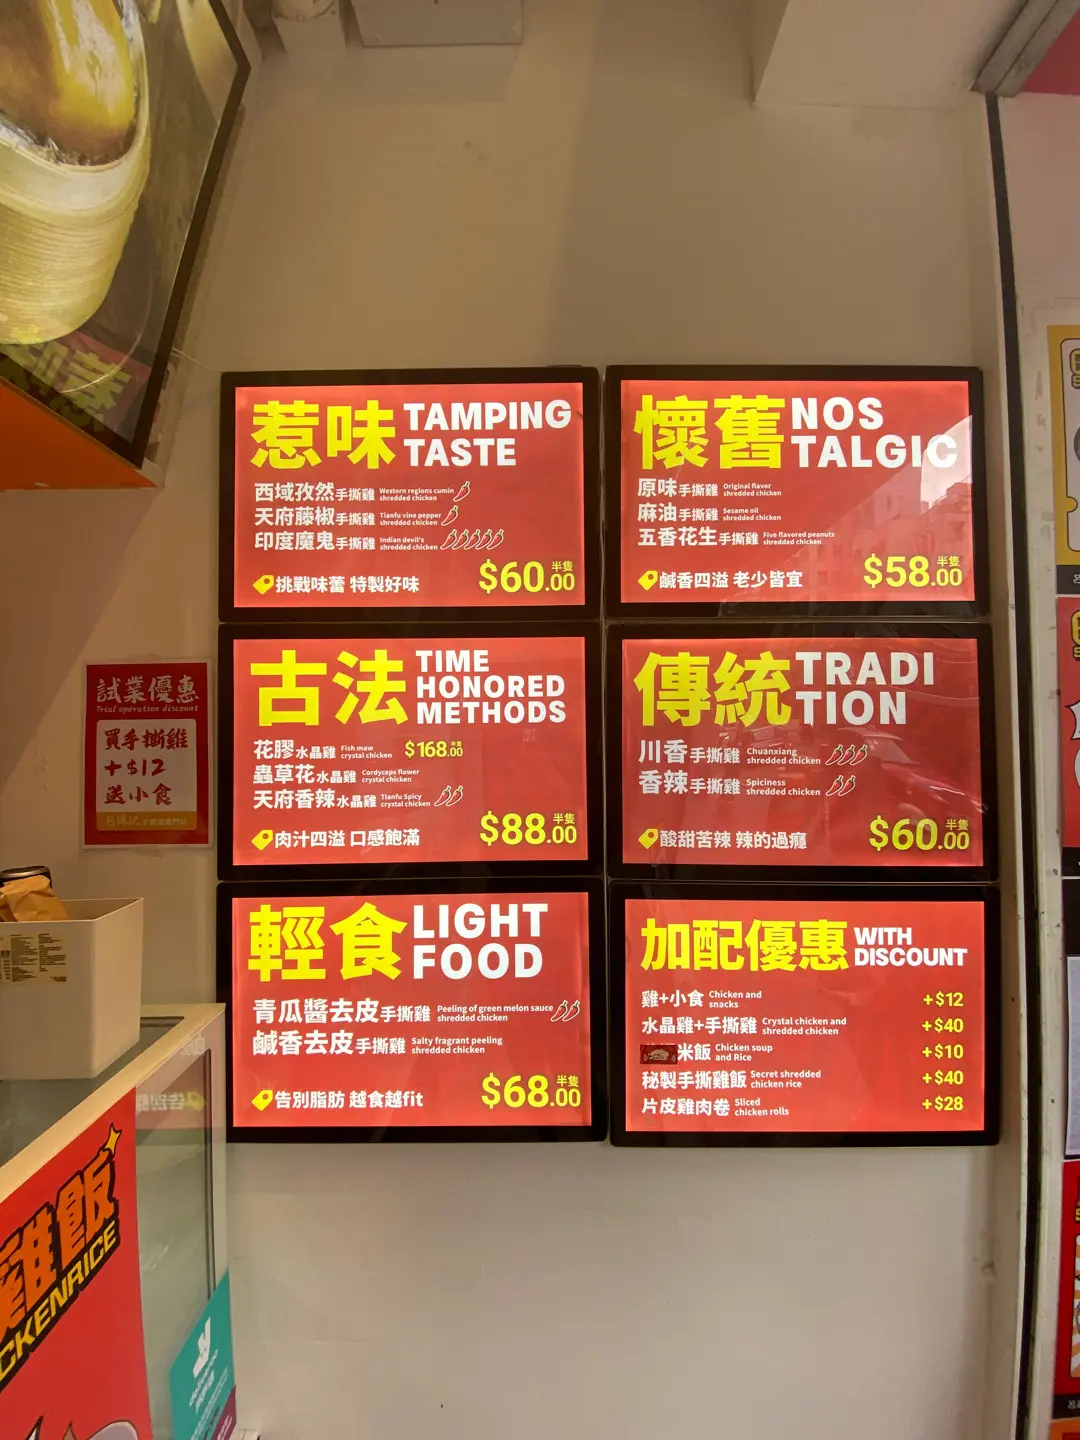 惹味 TAMPING TASTE
西域孜然手撕雞 Western regions cumin shredded chicken
天府藤椒手撕雞 Tianfu vine pepper shredded chicken
印度魔鬼手撕雞 Indian devil's shredded chicken
挑戰味蕾 特製好味 $60.00 半隻
懷舊 NOS TALGIC
原味手撕雞 Original flavor shredded chicken
麻油手撕雞 Sesame oil shredded chicken
五香花生手撕雞 Five flavored peanuts shredded chicken
鹹香四溢 老少皆宜 $58.00 半隻
古法 TIME HONORED METHODS
花膠水晶雞 Fish maw crystal chicken $168.00 半隻
蟲草花水晶雞 Cordyceps flower crystal chicken
天府香辣水晶雞 Tianfu Spicy crystal chicken
肉汁四溢 口感飽滿 $88.00 半隻
傳統 TRADI TION
川香手撕雞 Chuanxiang shredded chicken
香辣手撕雞 Spiciness shredded chicken
酸甜苦辣 辣的過癮 $60.00 半隻
輕食 LIGHT FOOD
青瓜醬去皮手撕雞 Peeling of green melon sauce shredded chicken
鹹香去皮手撕雞 Salty fragrant peeling shredded chicken
告別脂肪 越食越fit $68.00 半隻
加配優惠 WITH DISCOUNT
雞+小食 Chicken and snacks +$12
水晶雞+手撕雞 Crystal chicken and shredded chicken +$40
米飯 Chicken soup and Rice +$10
秘製手撕雞飯 Secret shredded chicken rice +$40
片皮雞肉卷 Sliced chicken rolls +$28
試業優惠
Trial operation discount
買手撕雞
+$12
送小食
雞飯
CKENRICE
deliveroo